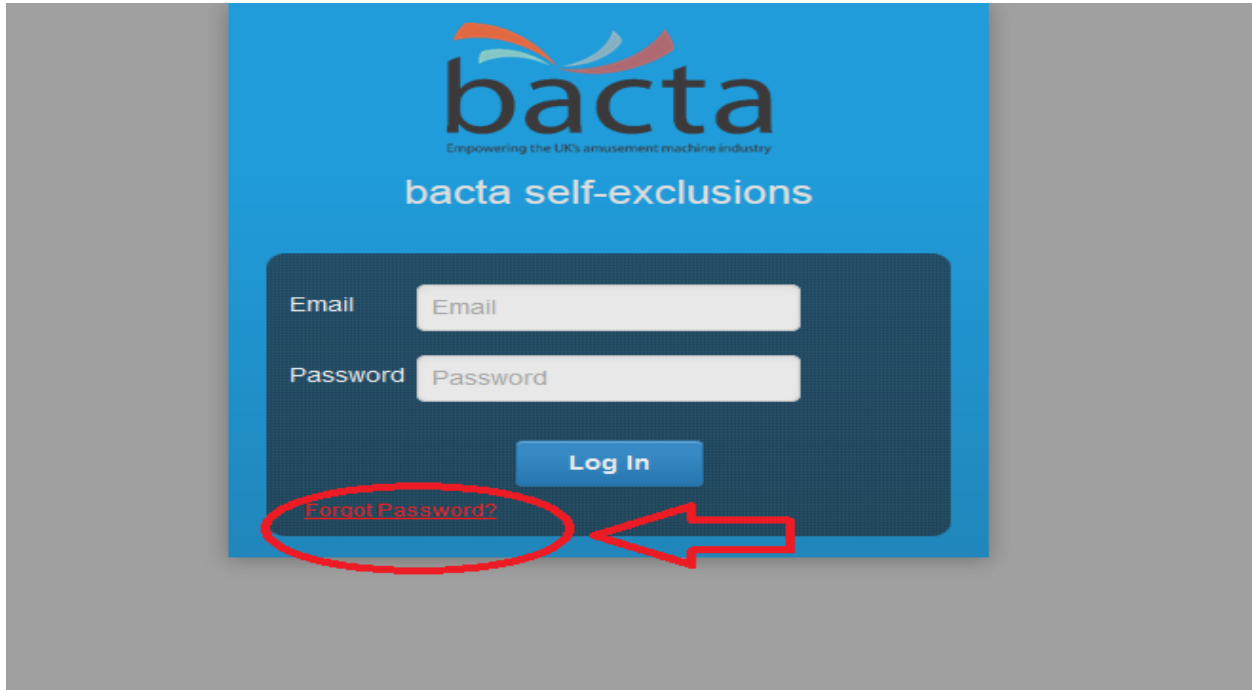 bacta
Empowering the UK's amusement machine industry
bacta self-exclusions
Email Email
Password Password
Log In
Forgot Password?